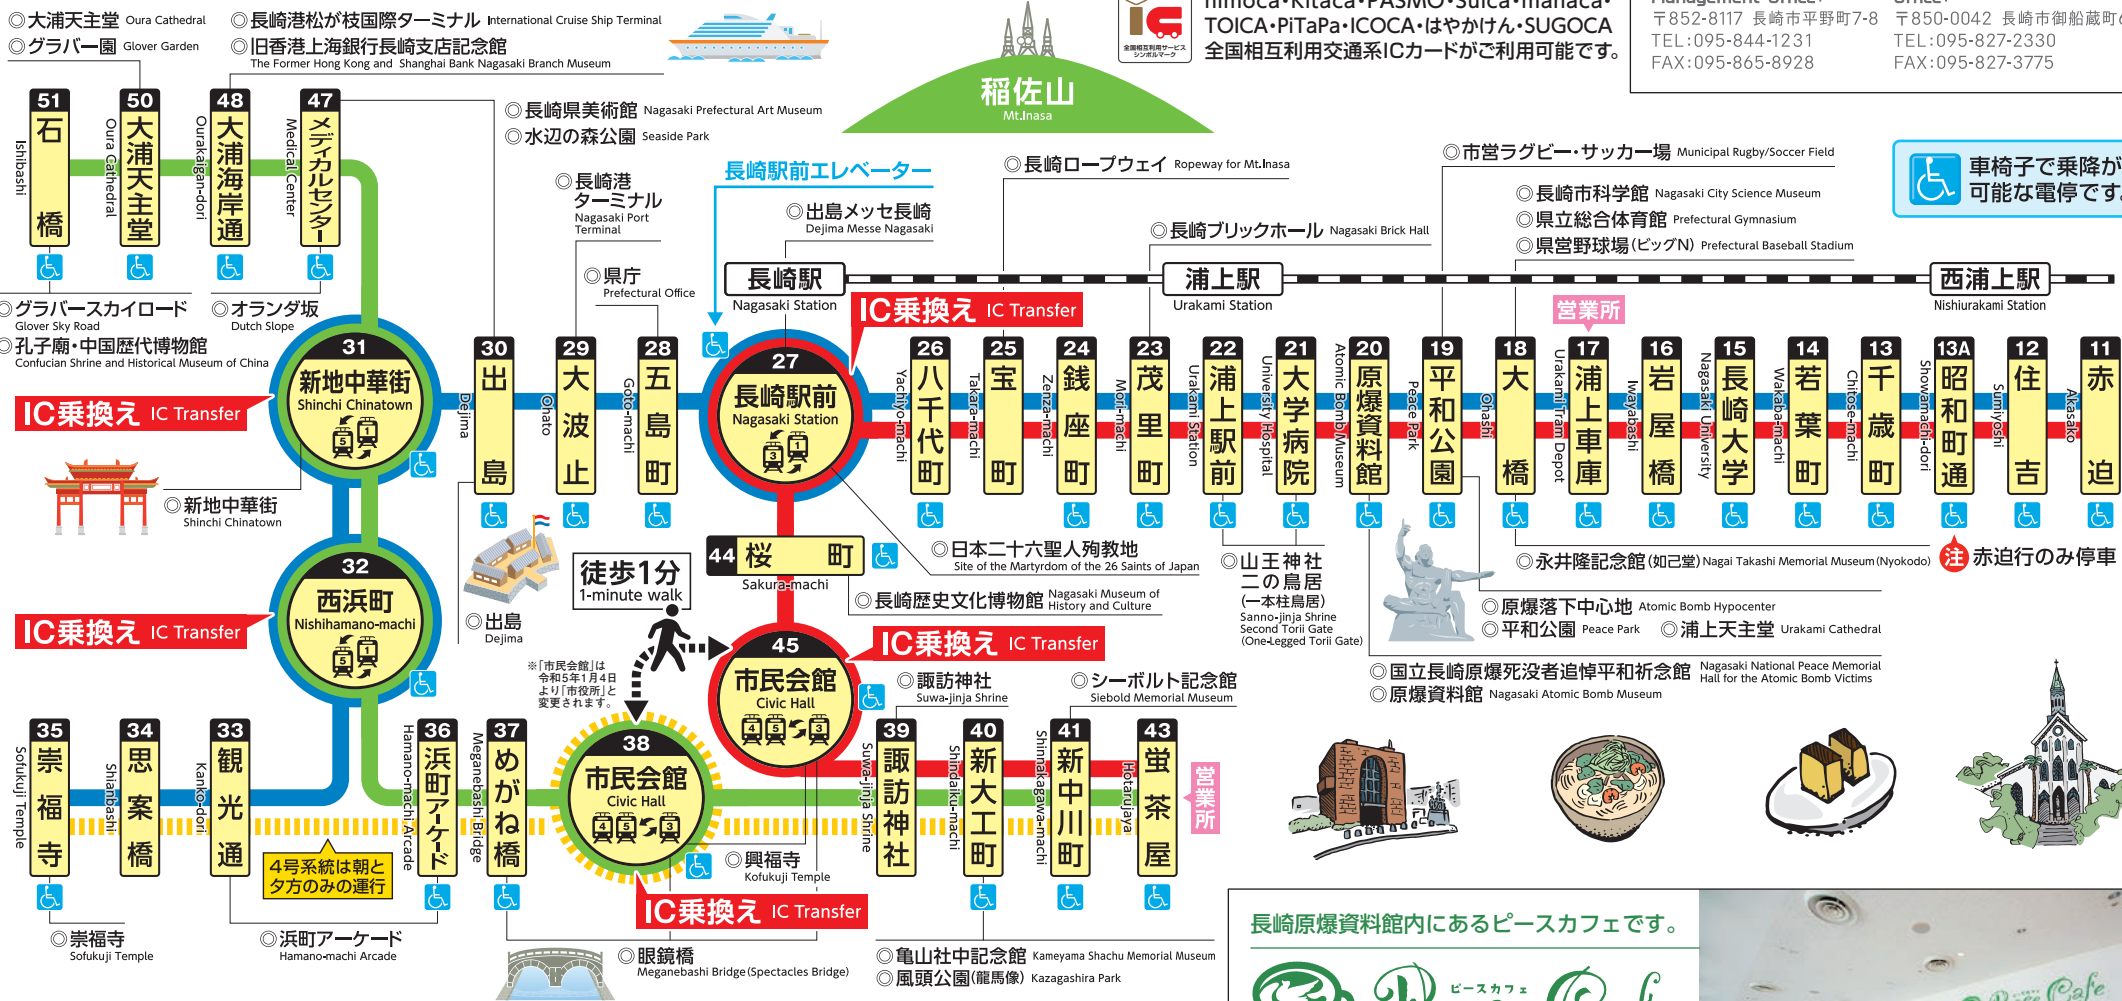 ◎大浦天主堂 Oura Cathedral
◎グラバー園 Glover Garden
◎長崎港松が枝国際ターミナル International Cruise Ship Terminal
◎旧香港上海銀行長崎支店記念館
The Former Hong Kong and Shanghai Bank Nagasaki Branch Museum
全国相互利用サービス
シンボルマーク
nimoca・Kitaca・PASMO・Suica・manaca・
TOICA・PiTaPa・ICOCA・はやかけん・SUGOCA
全国相互利用交通系ICカードがご利用可能です。
〒852-8117 長崎市平野町7-8
TEL:095-844-1231
FAX:095-865-8928
〒850-0042 長崎市御船蔵町
TEL:095-827-2330
FAX:095-827-3775
稲佐山
Mt.Inasa
51 石橋 Ishibashi
50 大浦天主堂 Oura Cathedral
48 大浦海岸通 Ourakaigan-dori
47 メディカルセンター Medical Center
◎長崎県美術館 Nagasaki Prefectural Art Museum
◎水辺の森公園 Seaside Park
◎長崎港
ターミナル
Nagasaki Port
Terminal
◎県庁
Prefectural Office
長崎駅前エレベーター
◎出島メッセ長崎
Dejima Messe Nagasaki
◎長崎ロープウェイ Ropeway for Mt.Inasa
◎長崎ブリックホール Nagasaki Brick Hall
◎市営ラグビー・サッカー場 Municipal Rugby/Soccer Field
◎長崎市科学館 Nagasaki City Science Museum
◎県立総合体育館 Prefectural Gymnasium
◎県営野球場(ビッグN) Prefectural Baseball Stadium
車椅子で乗降が
可能な電停です。
長崎駅
Nagasaki Station
浦上駅
Urakami Station
西浦上駅
Nishiurakami Station
◎グラバースカイロード
Glover Sky Road
◎孔子廟・中国歴代博物館
Confucian Shrine and Historical Museum of China
◎オランダ坂
Dutch Slope
IC乗換え IC Transfer
31
新地中華街
Shinchi Chinatown
5 1
◎新地中華街
Shinchi Chinatown
30 出島 Dejima
29 大波止 Ohato
28 五島町 Goto-machi
IC乗換え IC Transfer
27
長崎駅前
Nagasaki Station
3 1
営業所
26 八千代町 Yachiyo-machi
25 宝町 Takara-machi
24 銭座町 Zenza-machi
23 茂里町 Mori-machi
22 浦上駅前 Urakami Station
21 大学病院 University Hospital
20 原爆資料館 Atomic Bomb Museum
19 平和公園 Peace Park
18 大橋 Ohashi
17 浦上車庫 Urakami Tram Depot
16 岩屋橋 Iwayabashi
15 長崎大学 Nagasaki University
14 若葉町 Wakaba-machi
13 千歳町 Chitose-machi
13A 昭和町通 Showamachi-dori
12 住吉 Sumiyoshi
11 赤迫 Akasako
注 赤迫行のみ停車
IC乗換え IC Transfer
32
西浜町
Nishihamano-machi
5 1
◎出島
Dejima
徒歩1分
1-minute walk
44 桜町
Sakura-machi
◎日本二十六聖人殉教地
Site of the Martyrdom of the 26 Saints of Japan
◎長崎歴史文化博物館 Nagasaki Museum of
History and Culture
◎山王神社
二の鳥居
(一本柱鳥居)
Sanno-jinja Shrine
Second Torii Gate
(One-Legged Torii Gate)
◎永井隆記念館(如己堂) Nagai Takashi Memorial Museum(Nyokodo)
◎原爆落下中心地 Atomic Bomb Hypocenter
◎平和公園 Peace Park ◎浦上天主堂 Urakami Cathedral
◎国立長崎原爆死没者追悼平和祈念館 Nagasaki National Peace Memorial
Hall for the Atomic Bomb Victims
◎原爆資料館 Nagasaki Atomic Bomb Museum
※「市民会館」は
令和5年1月4日
より「市役所」と
変更されます。
IC乗換え IC Transfer
45
市民会館
Civic Hall
4 5 3
◎諏訪神社
Suwa-jinja Shrine
◎シーボルト記念館
Siebold Memorial Museum
35 崇福寺 Sofukuji Temple
34 思案橋 Shianbashi
33 観光通 Kanko-dori
36 浜町アーケード Hamano-machi Arcade
37 めがね橋 Meganebashi Bridge
38
市民会館
Civic Hall
4 5 3
39 諏訪神社 Suwa-jinja Shrine
40 新大工町 Shindaiku-machi
41 新中川町 Shinnakagawa-machi
43 蛍茶屋 Hotarujaya
営業所
4号系統は朝と
夕方のみの運行
◎興福寺
Kofukuji Temple
IC乗換え IC Transfer
◎崇福寺
Sofukuji Temple
◎浜町アーケード
Hamano-machi Arcade
◎眼鏡橋
Meganebashi Bridge(Spectacles Bridge)
◎亀山社中記念館 Kameyama Shachu Memorial Museum
◎風頭公園(龍馬像) Kazagashira Park
長崎原爆資料館内にあるピースカフェです。
ピースカフェ